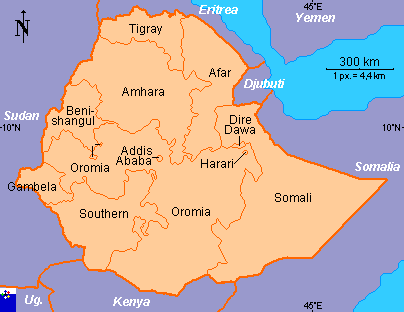 N
Eritrea
45°E
Yemen
Tigray
300 km
1 px. = 4,4 km
Afar
Djubuti
Amhara
Sudan
Beni-
shangul
Dire
Dawa
10°N
10°N
Addis
Ababa
Oromia
Harari
Somalia
Gambela
Somali
Southern
Oromia
Ug.
Kenya
45°E